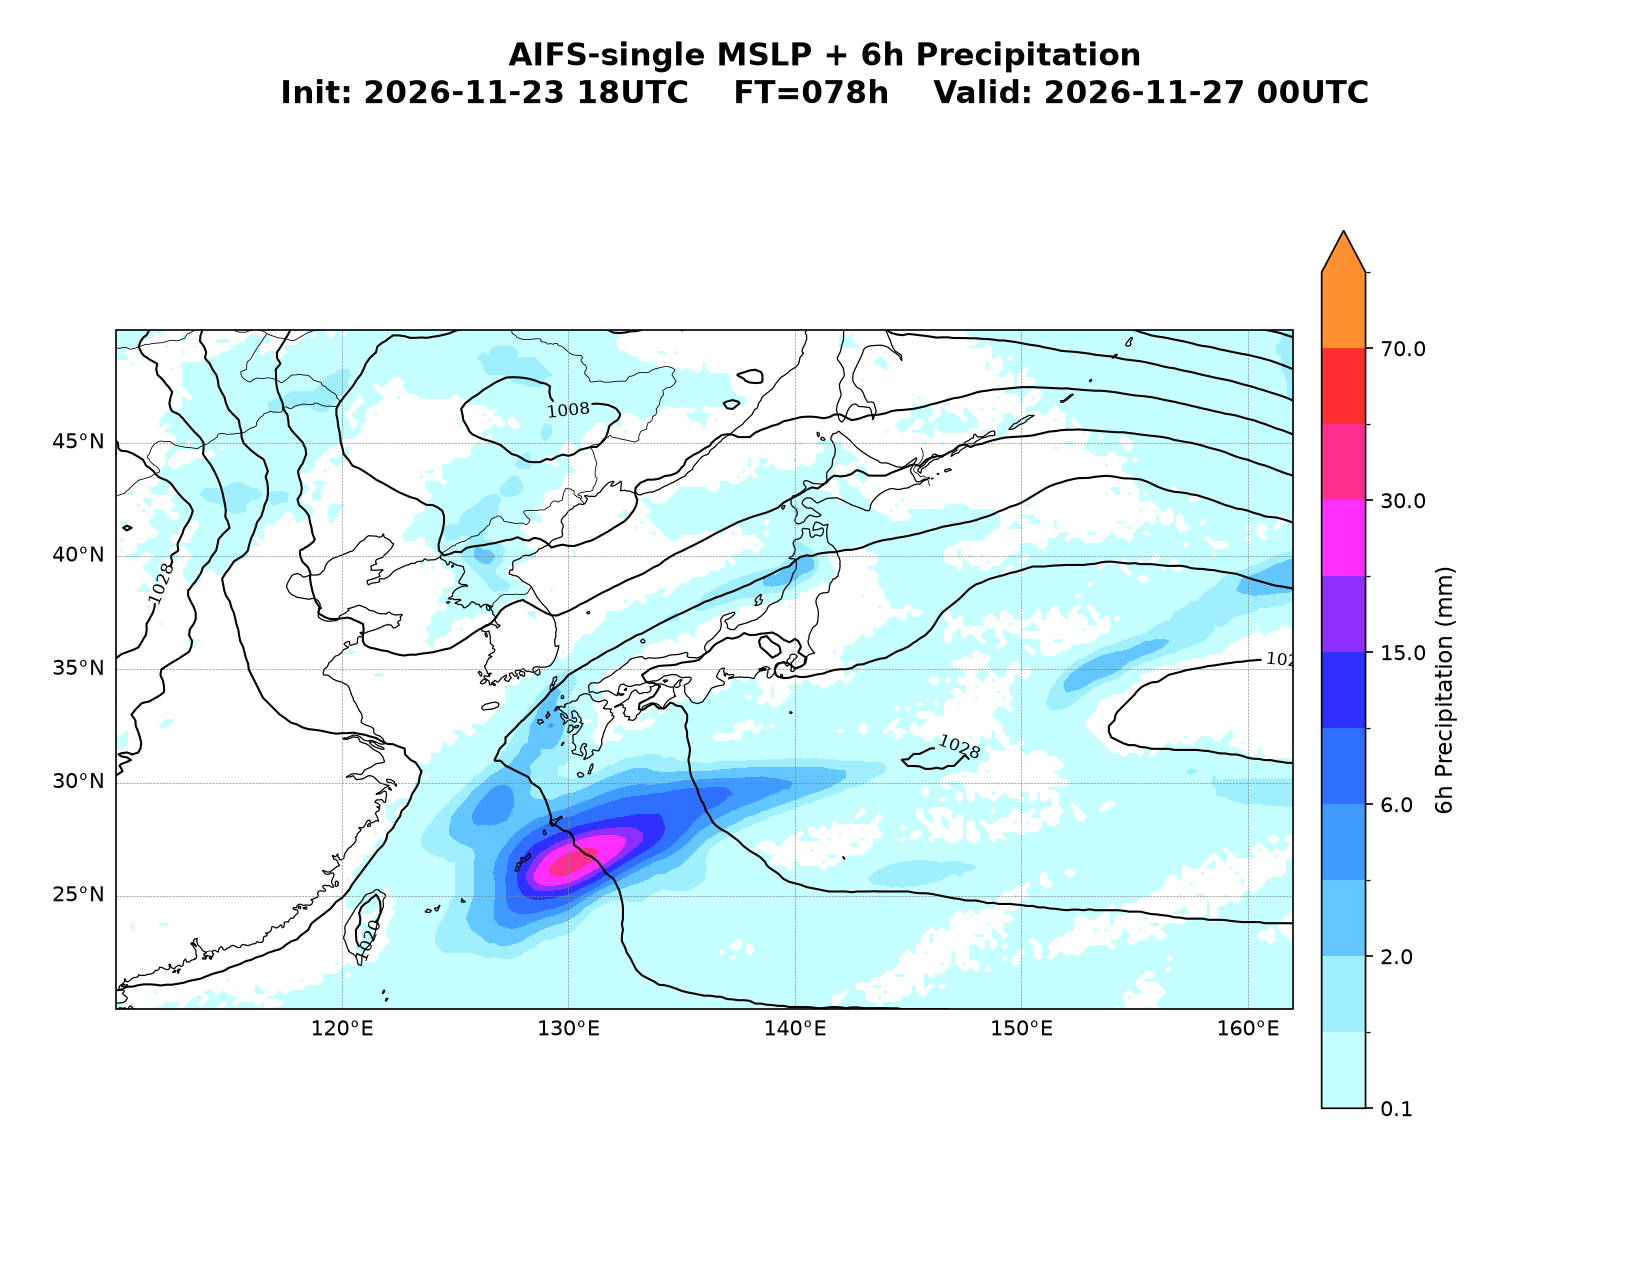 AIFS-single MSLP + 6h Precipitation
Init: 2026-11-23 18UTC    FT=078h    Valid: 2026-11-27 00UTC
70.0
30.0
15.0
6.0
2.0
0.1
6h Precipitation (mm)
45°N
40°N
35°N
30°N
25°N
120°E
130°E
140°E
150°E
160°E
1008
1028
1028
1020